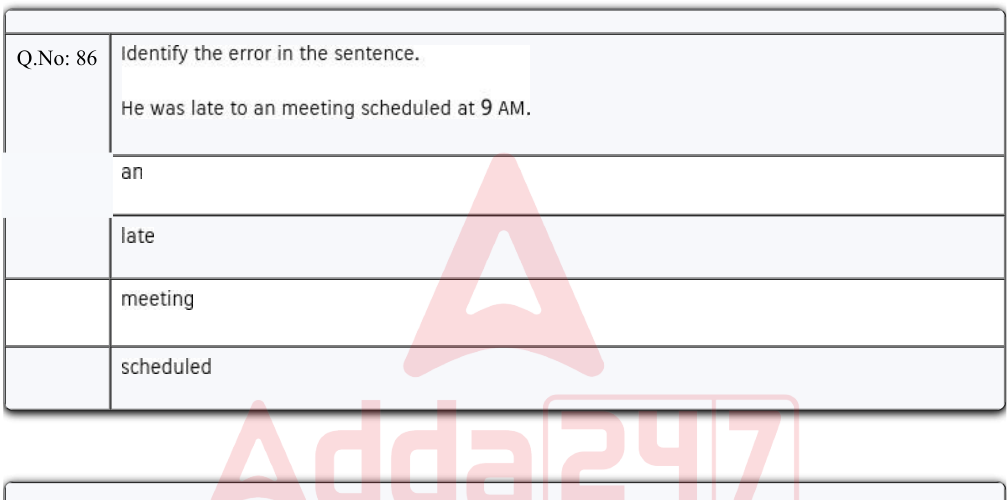 Q.No: 86
Identify the error in the sentence.
He was late to an meeting scheduled at 9 AM.
an
late
meeting
scheduled
Adda247